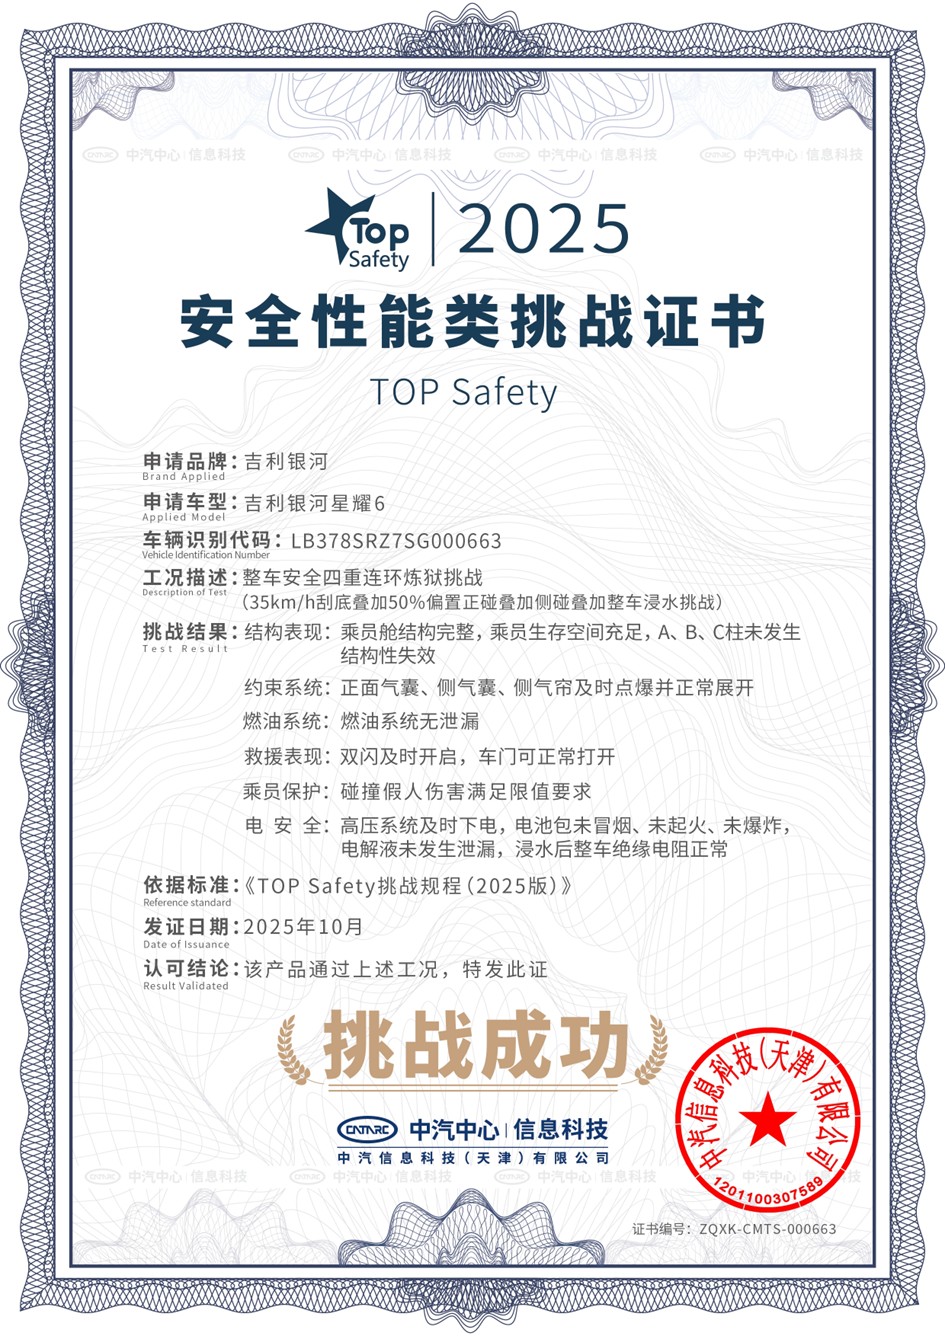 CATARC 中汽中心 | 信息科技 CATARC 中汽中心 | 信息科技 CATARC 中汽中心 | 信息科技 CATARC 中汽中心 | 信息科技
Top Safety | 2025
安全性能类挑战证书
TOP Safety
申请品牌：吉利银河
Brand Applied
申请车型：吉利银河星耀6
Applied Model
车辆识别代码：LB378SRZ7SG000663
Vehicle Identification Number
工况描述：整车安全四重连环炼狱挑战
Description of Test
（35km/h刮底叠加50%偏置正碰叠加侧碰叠加整车浸水挑战）
挑战结果：结构表现：乘员舱结构完整，乘员生存空间充足，A、B、C柱未发生
Test Result
结构性失效
约束系统：正面气囊、侧气囊、侧气帘及时点爆并正常展开
燃油系统：燃油系统无泄漏
救援表现：双闪及时开启，车门可正常打开
乘员保护：碰撞假人伤害满足限值要求
电 安 全：高压系统及时下电，电池包未冒烟、未起火、未爆炸，
电解液未发生泄漏，浸水后整车绝缘电阻正常
依据标准：《TOP Safety挑战规程（2025版）》
Reference standard
发证日期：2025年10月
Date of Issuance
认可结论：该产品通过上述工况，特发此证
Result Validated
挑战成功
CATARC 中汽中心 | 信息科技
中汽信息科技（天津）有限公司
中汽信息科技（天津）有限公司
1201100307589
CATARC 中汽中心 | 信息科技 CATARC 中汽中心 | 信息科技 CATARC 中汽中心 | 信息科技 CATARC 中汽中心 | 信息科技
证书编号：ZQXK-CMTS-000663